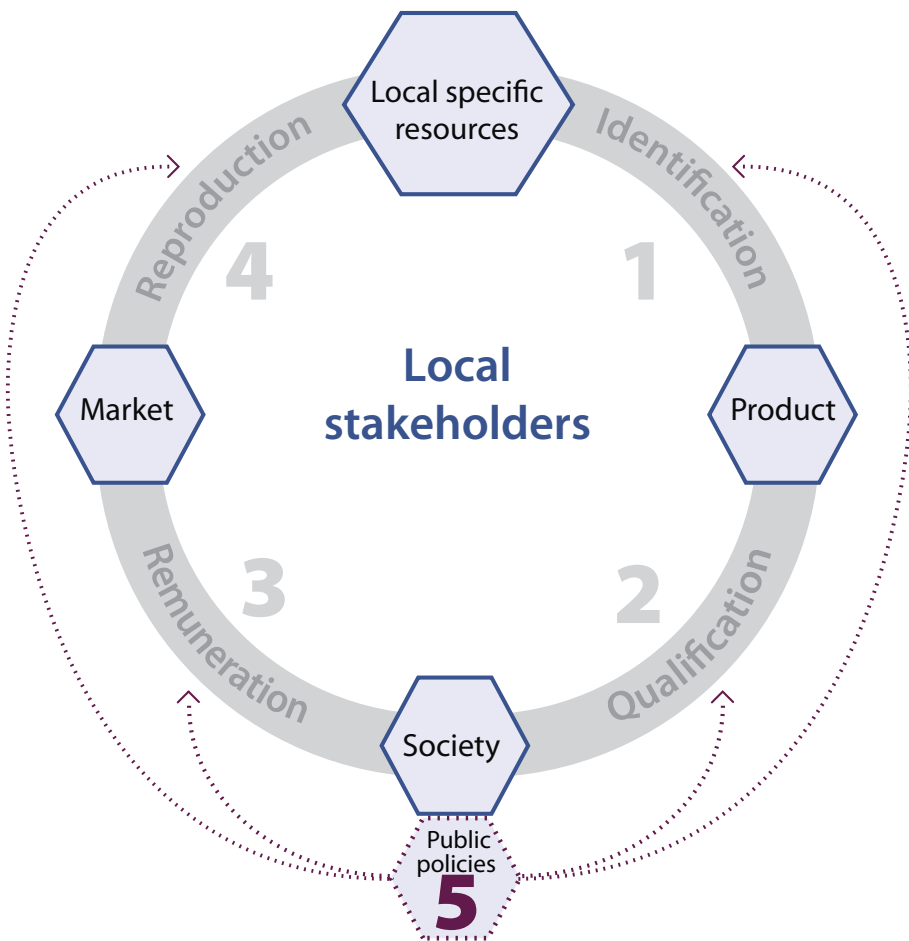 Local specific
resources
Identification
1
Product
2
Qualification
Society
Remuneration
3
Market
4
Reproduction
Local
stakeholders
Public
policies
5